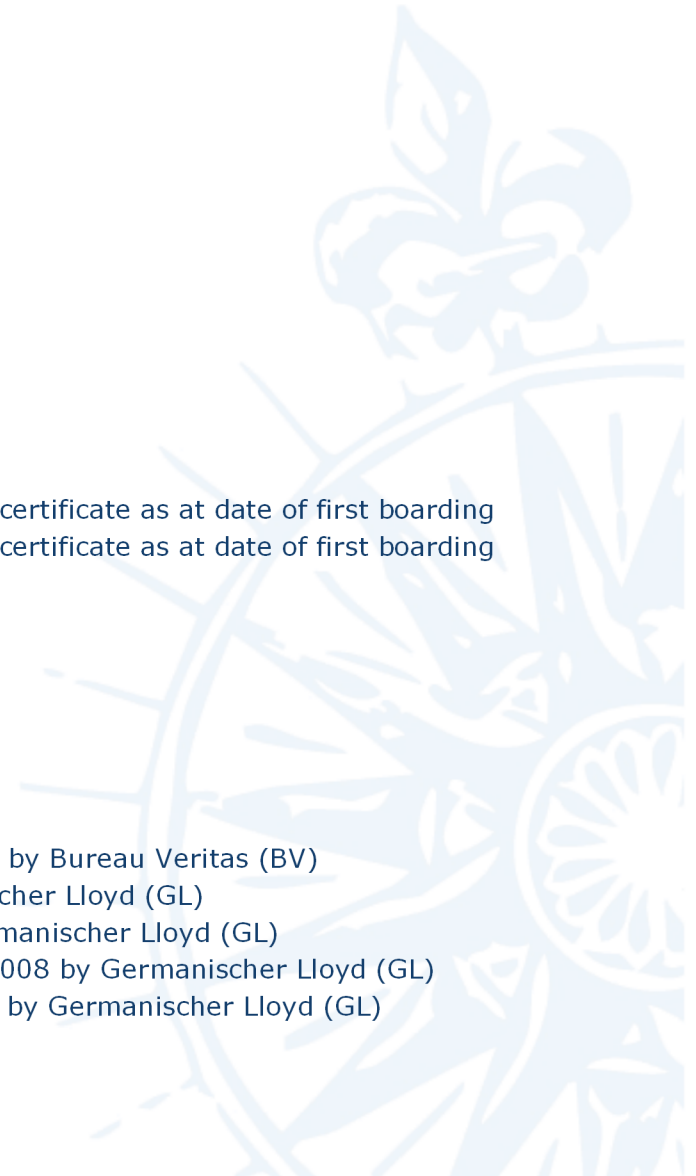 certificate as at date of first boarding
certificate as at date of first boarding
by Bureau Veritas (BV)
cher Lloyd (GL)
manischer Lloyd (GL)
008 by Germanischer Lloyd (GL)
by Germanischer Lloyd (GL)